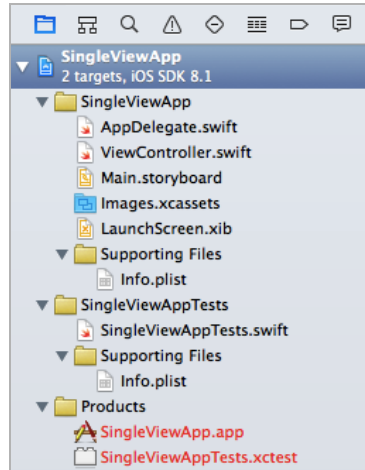 SingleViewApp
2 targets, iOS SDK 8.1
SingleViewApp
AppDelegate.swift
ViewController.swift
Main.storyboard
Images.xcassets
LaunchScreen.xib
Supporting Files
Info.plist
SingleViewAppTests
SingleViewAppTests.swift
Supporting Files
Info.plist
Products
SingleViewApp.app
SingleViewAppTests.xctest